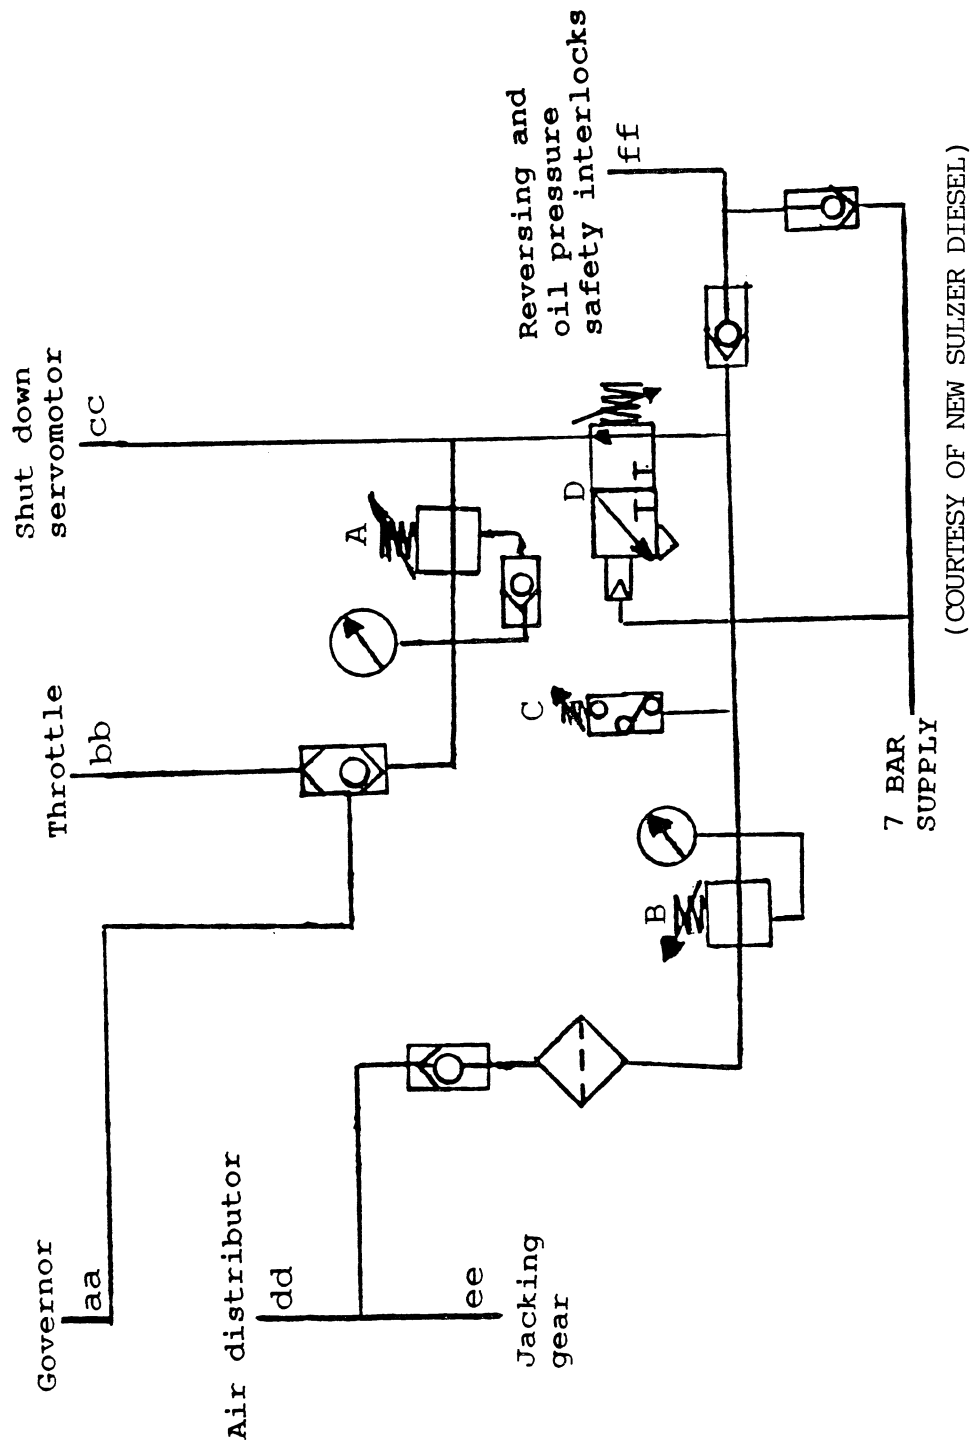 Governor
aa
Air distributor
dd
ee
Jacking
gear
Throttle
bb
Shut down
servomotor
cc
A
B
C
D
Reversing and
oil pressure
safety interlocks
ff
7 BAR
SUPPLY
(COURTESY OF NEW SULZER DIESEL)